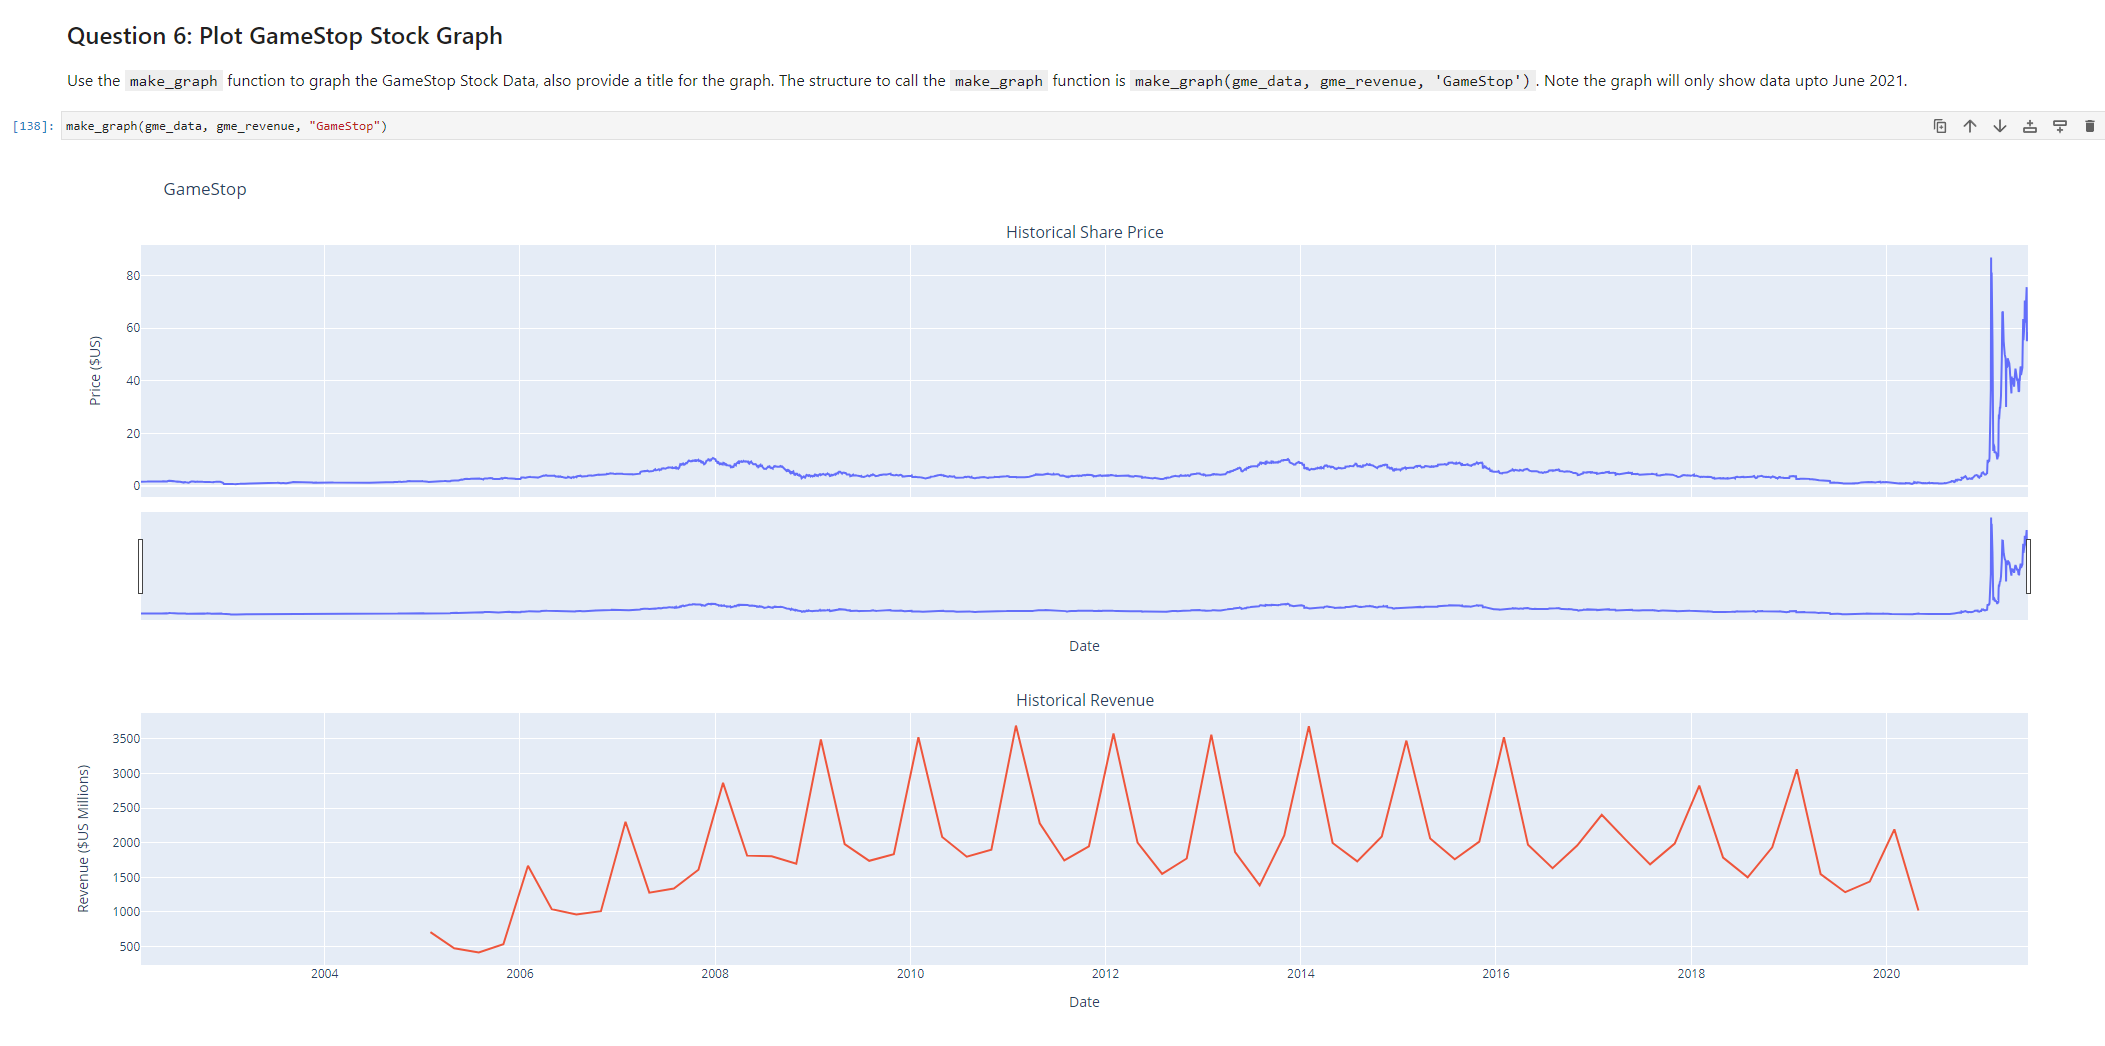 Question 6: Plot GameStop Stock Graph
Use the make_graph function to graph the GameStop Stock Data, also provide a title for the graph. The structure to call the make_graph function is make_graph(gme_data, gme_revenue, 'GameStop'). Note the graph will only show data upto June 2021.
[138]: make_graph(gme_data, gme_revenue, "GameStop")
GameStop
Historical Share Price
80
60
40
20
0
Price ($US)
Date
Historical Revenue
3500
3000
2500
2000
1500
1000
500
Revenue ($US Millions)
2004 2006 2008 2010 2012 2014 2016 2018 2020
Date